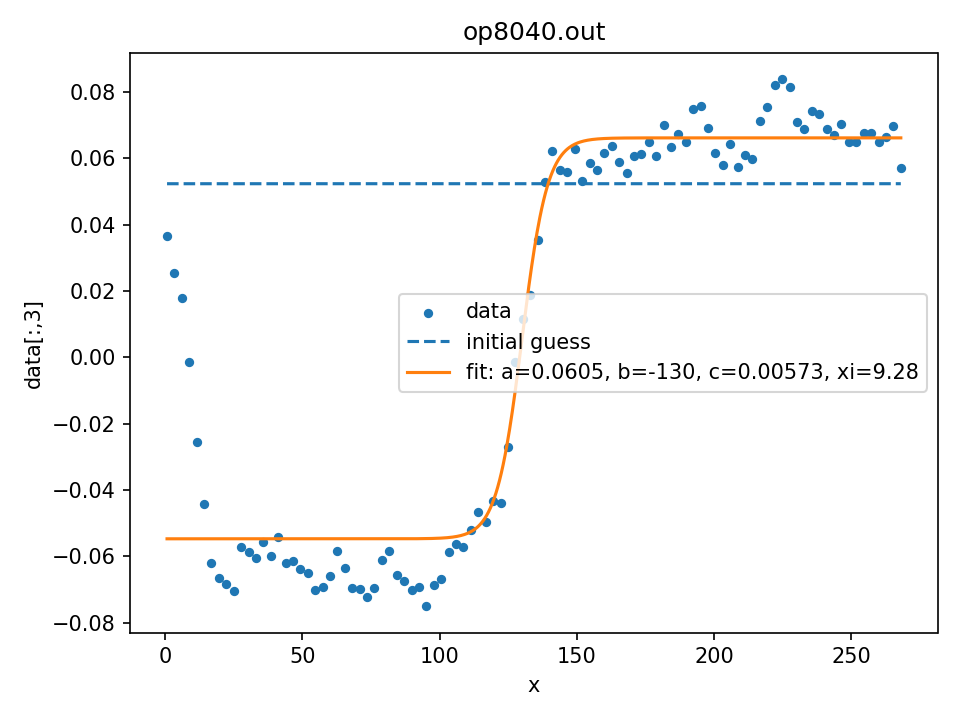 op8040.out
0.08
0.06
0.04
0.02
0.00
−0.02
−0.04
−0.06
−0.08
data[:,3]
data
initial guess
fit: a=0.0605, b=-130, c=0.00573, xi=9.28
0 50 100 150 200 250
x